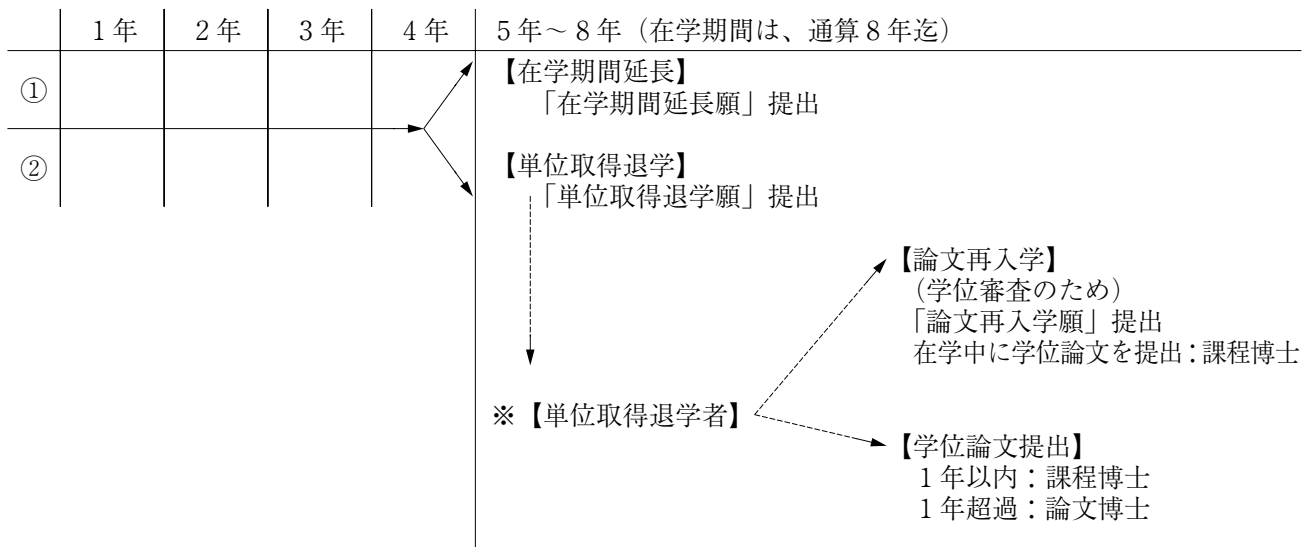 1年 2年 3年 4年 5年～8年（在学期間は、通算8年迄）
①
【在学期間延長】
「在学期間延長願」提出
②
【単位取得退学】
「単位取得退学願」提出
【論文再入学】
（学位審査のため）
「論文再入学願」提出
在学中に学位論文を提出：課程博士
※【単位取得退学者】
【学位論文提出】
1年以内：課程博士
1年超過：論文博士